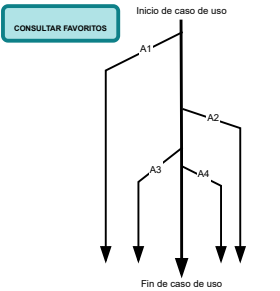 Inicio de caso de uso
CONSULTAR FAVORITOS
A1
A2
A3
A4
Fin de caso de uso